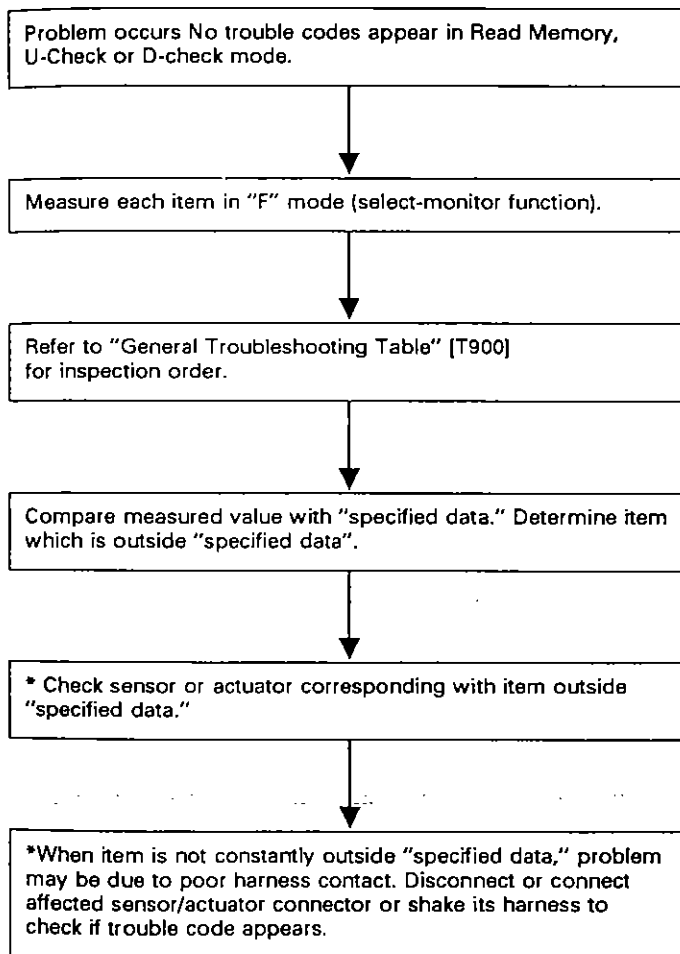 Problem occurs No trouble codes appear in Read Memory,
U-Check or D-check mode.
Measure each item in "F" mode (select-monitor function).
Refer to "General Troubleshooting Table" [T900]
for inspection order.
Compare measured value with "specified data." Determine item
which is outside "specified data".
* Check sensor or actuator corresponding with item outside
"specified data."
*When item is not constantly outside "specified data," problem
may be due to poor harness contact. Disconnect or connect
affected sensor/actuator connector or shake its harness to
check if trouble code appears.